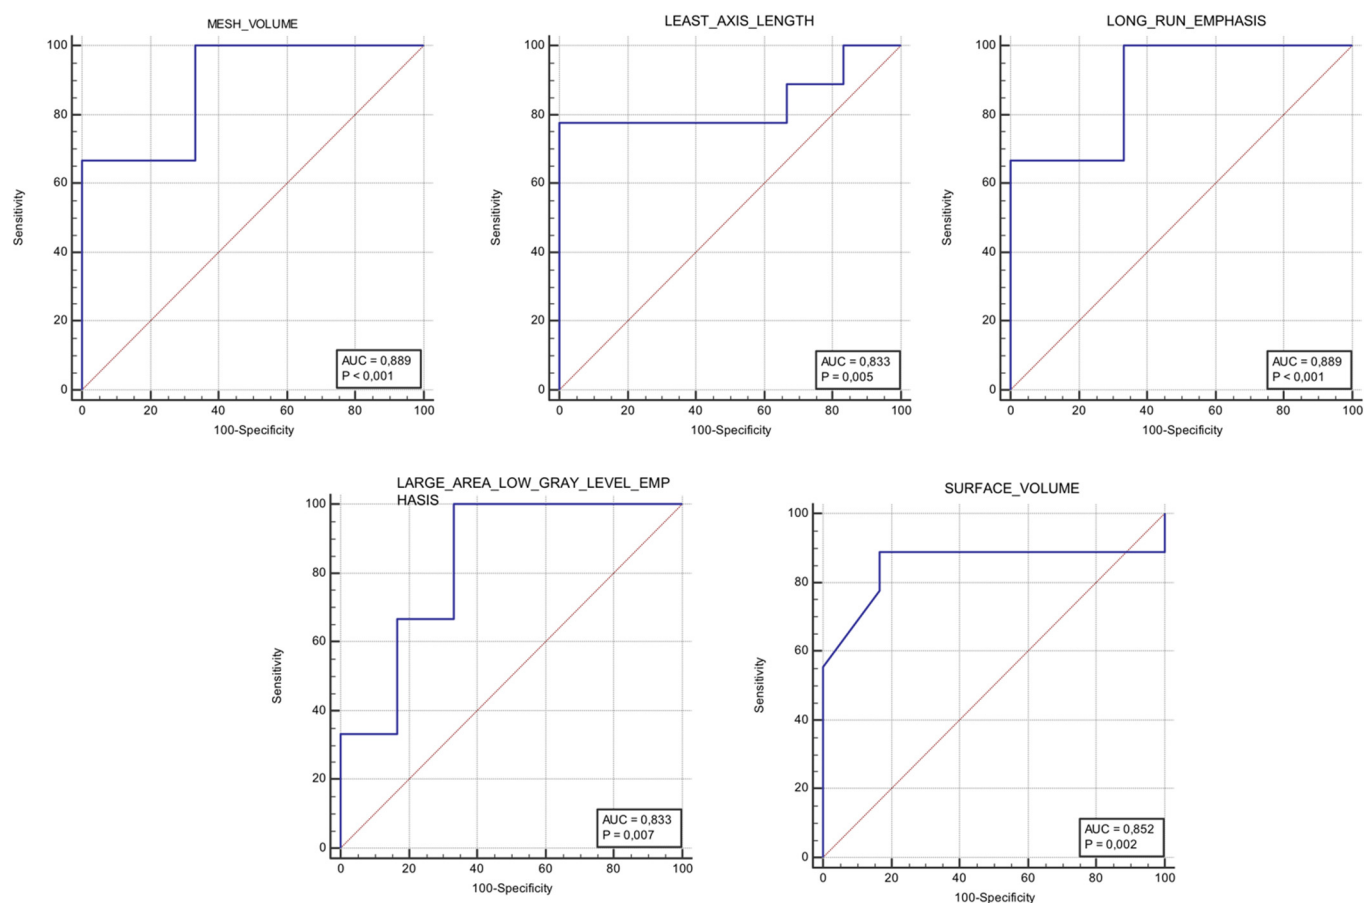 MESH_VOLUME
100
80
60
40
20
0
Sensitivity
AUC = 0,889
P < 0,001
0 20 40 60 80 100
100-Specificity
LEAST_AXIS_LENGTH
100
80
60
40
20
0
Sensitivity
AUC = 0,833
P = 0,005
0 20 40 60 80 100
100-Specificity
LONG_RUN_EMPHASIS
100
80
60
40
20
0
Sensitivity
AUC = 0,889
P < 0,001
0 20 40 60 80 100
100-Specificity
LARGE_AREA_LOW_GRAY_LEVEL_EMP
HASIS
100
80
60
40
20
0
Sensitivity
AUC = 0,833
P = 0,007
0 20 40 60 80 100
100-Specificity
SURFACE_VOLUME
100
80
60
40
20
0
Sensitivity
AUC = 0,852
P = 0,002
0 20 40 60 80 100
100-Specificity